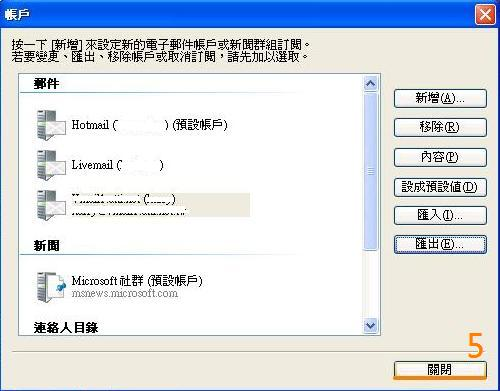 帳戶
按一下 [新增] 來設定新的電子郵件帳戶或新聞群組訂閱。
若要變更、匯出、移除帳戶或取消訂閱，請先加以選取。
郵件
Hotmail ( ) (預設帳戶)
Livemail ( )
新聞
Microsoft 社群 (預設帳戶)
msnews.microsoft.com
連絡人目錄
新增(A)...
移除(R)
內容(P)
設成預設值(D)
匯入(I)...
匯出(E)...
5
關閉